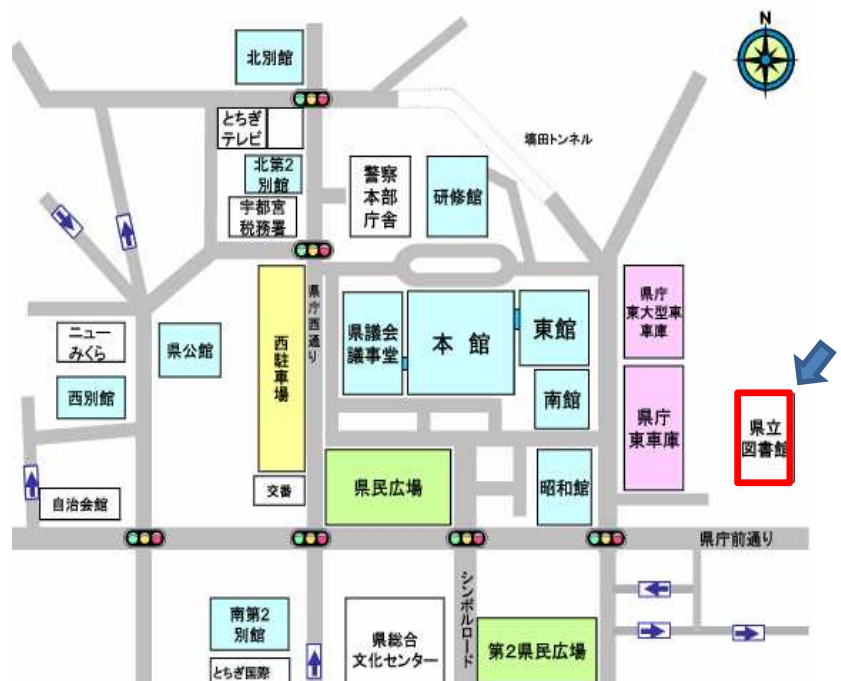 N
北別館
とちぎ
テレビ
塙田トンネル
北第2
別館
警察
本部
庁舎
研修館
宇都宮
税務署
県庁西通り
県庁
東大型車
車庫
県議会
議事堂
本館
東館
ニュー
みくら
県公館
西駐車場
西別館
南館
県庁
東車庫
県立
図書館
交番
県民広場
昭和館
自治会館
県庁前通り
シンボルロード
南第2
別館
県総合
文化センター
第2県民広場
とちぎ国際